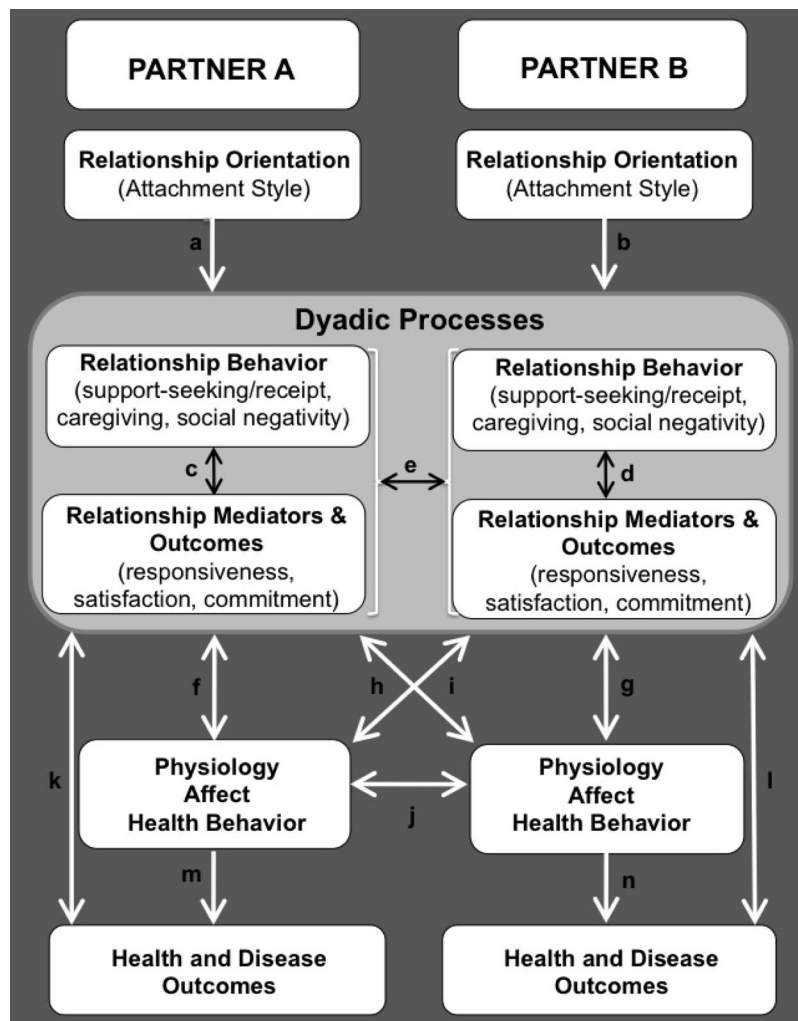 PARTNER A
PARTNER B
Relationship Orientation
(Attachment Style)
Relationship Orientation
(Attachment Style)
a
b
Dyadic Processes
Relationship Behavior
(support-seeking/receipt,
caregiving, social negativity)
Relationship Behavior
(support-seeking/receipt,
caregiving, social negativity)
c
e
d
Relationship Mediators &
Outcomes
(responsiveness,
satisfaction, commitment)
Relationship Mediators &
Outcomes
(responsiveness,
satisfaction, commitment)
f
h
i
g
k
l
Physiology
Affect
Health Behavior
j
Physiology
Affect
Health Behavior
m
n
Health and Disease
Outcomes
Health and Disease
Outcomes